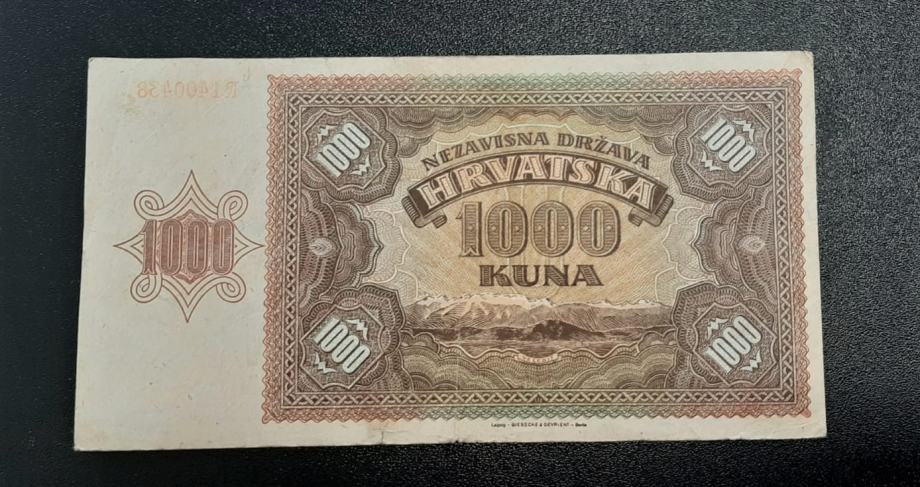 1000
1000
1000
NEZAVISNA DRŽAVA
HRVATSKA
1000
KUNA
1000
1000
Leipzig - GIESECKE & DEVRIENT - Berlin